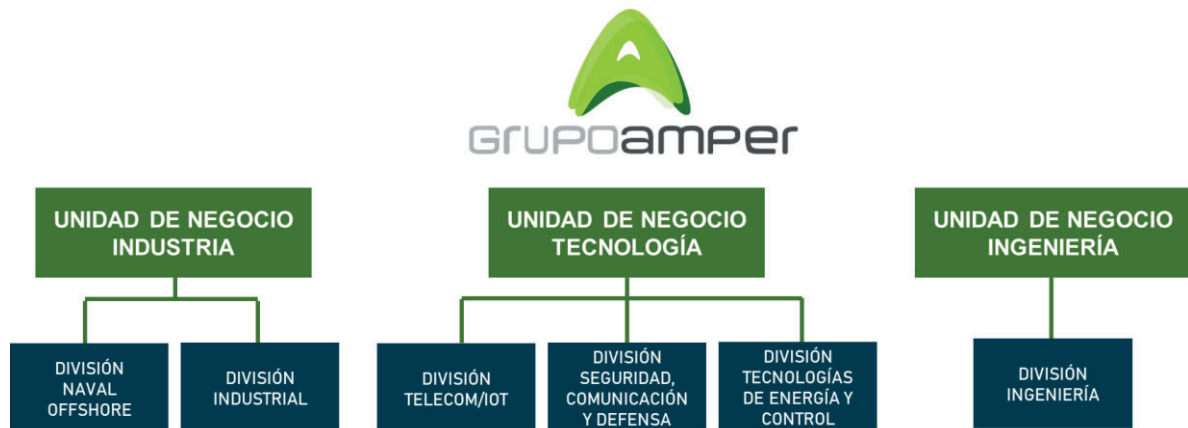 GRUPOAMPER
UNIDAD DE NEGOCIO
INDUSTRIA
UNIDAD DE NEGOCIO
TECNOLOGÍA
UNIDAD DE NEGOCIO
INGENIERÍA
DIVISIÓN
NAVAL
OFFSHORE
DIVISIÓN
INDUSTRIAL
DIVISIÓN
TELECOM/IOT
DIVISIÓN
SEGURIDAD,
COMUNICACIÓN
Y DEFENSA
DIVISIÓN
TECNOLOGÍAS
DE ENERGÍA Y
CONTROL
DIVISIÓN
INGENIERÍA